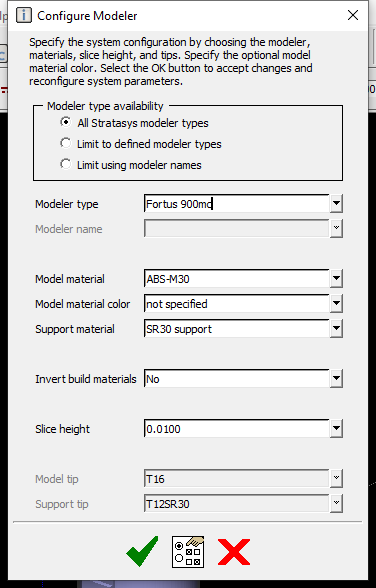 Configure Modeler
Specify the system configuration by choosing the modeler,
materials, slice height, and tips. Specify the optional model
material color. Select the OK button to accept changes and
reconfigure system parameters.
Modeler type availability
All Stratasys modeler types
Limit to defined modeler types
Limit using modeler names
Modeler type Fortus 900mc
Modeler name
Model material ABS-M30
Model material color not specified
Support material SR30 support
Invert build materials No
Slice height 0.0100
Model tip T16
Support tip T12SR30